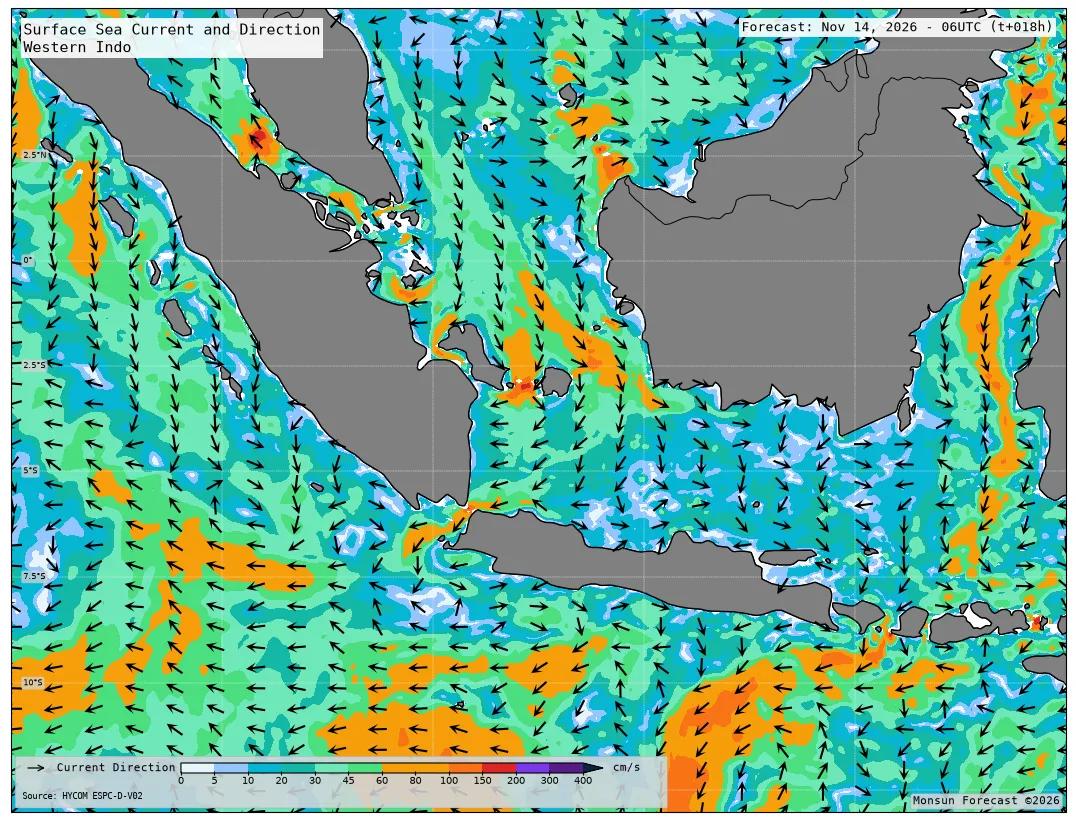 Surface Sea Current and Direction
Western Indo
Forecast: Nov 14, 2026 - 06UTC (t+018h)
2.5°N
0°
2.5°S
5°S
7.5°S
10°S
Current Direction
0 5 10 20 30 45 60 80 100 150 200 300 400 cm/s
Source: HYCOM ESPC-D-V02
Monsun Forecast ©2026